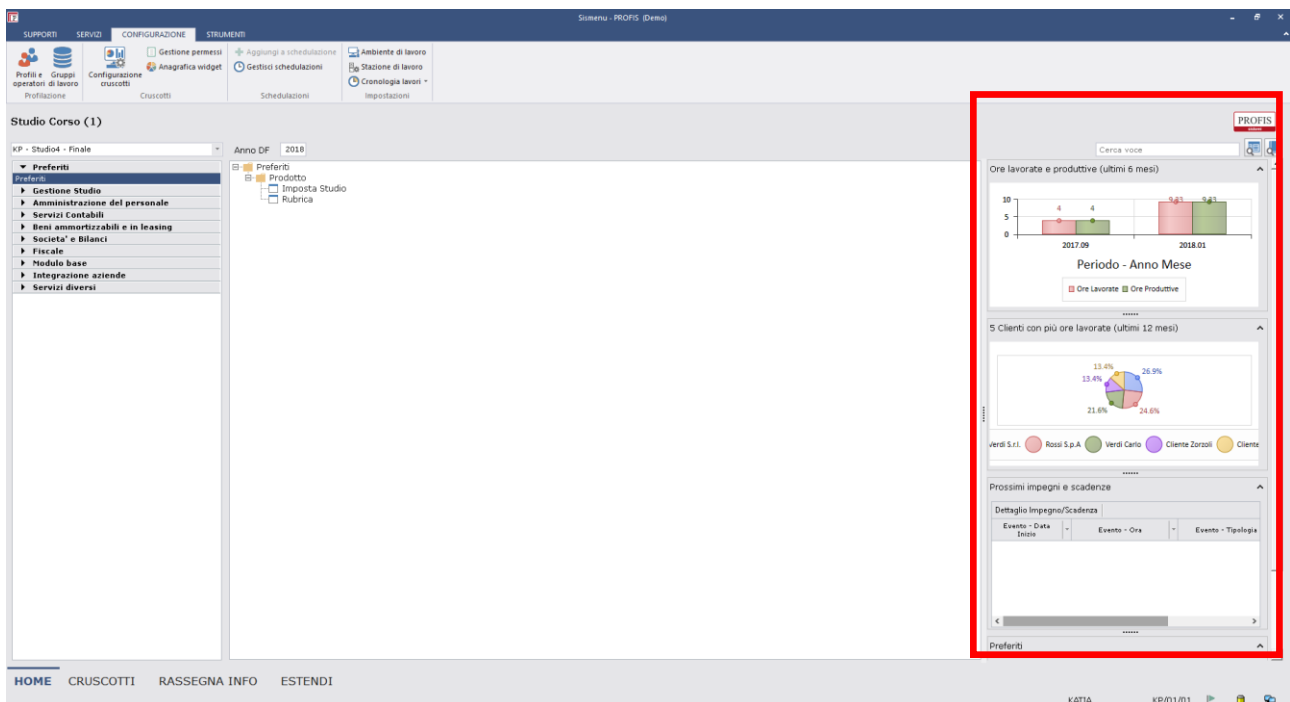 Sismenu - PROFIS (Demo)
SUPPORTI SERVIZI CONFIGURAZIONE STRUMENTI
Profili e operatori
Gruppi di lavoro
Profilazione
Configurazione cruscotti
Gestione permessi
Anagrafica widget
Cruscotti
Aggiungi a schedulazione
Gestisci schedulazioni
Schedulazioni
Ambiente di lavoro
Stazione di lavoro
Cronologia lavori
Impostazioni
Studio Corso (1)
PROFIS
KP - Studio4 - Finale
Anno DF 2018
Cerca voce
Preferiti
Preferiti
Gestione Studio
Amministrazione del personale
Servizi Contabili
Beni ammortizzabili e in leasing
Societa' e Bilanci
Fiscale
Modulo base
Integrazione aziende
Servizi diversi
Preferiti
Prodotto
Imposta Studio
Rubrica
Ore lavorate e produttive (ultimi 6 mesi)
10
5
0
4 4
9,33 9,33
2017.09 2018.01
Periodo - Anno Mese
Ore Lavorate Ore Produttive
5 Clienti con più ore lavorate (ultimi 12 mesi)
13.4% 26.9%
13.4%
21.6% 24.6%
Verdi S.r.l. Rossi S.p.A Verdi Carlo Cliente Zorzoli Cliente
Prossimi impegni e scadenze
Dettaglio Impegno/Scadenza
Evento - Data Inizio
Evento - Ora
Evento - Tipologia
Preferiti
HOME CRUSCOTTI RASSEGNA INFO ESTENDI
KATIA KP/01/01